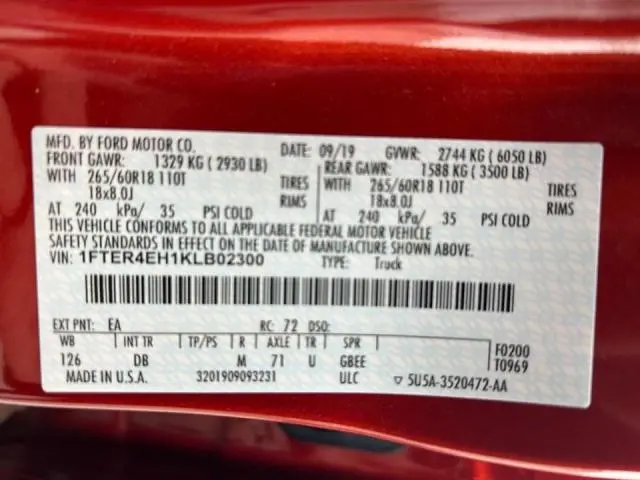 MFD. BY FORD MOTOR CO. DATE: 09/19 GVWR: 2744 KG ( 6050 LB)
FRONT GAWR: 1329 KG ( 2930 LB) REAR GAWR: 1588 KG ( 3500 LB)
WITH 265/60R18 110T TIRES WITH 265/60R18 110T TIRES
18x8.0J RIMS 18x8.0J RIMS
AT 240 kPa/ 35 PSI COLD AT 240 kPa/ 35 PSI COLD
THIS VEHICLE CONFORMS TO ALL APPLICABLE FEDERAL MOTOR VEHICLE
SAFETY STANDARDS IN EFFECT ON THE DATE OF MANUFACTURE SHOWN ABOVE.
VIN: 1FTER4EH1KLB02300 TYPE: Truck
EXT PNT: EA RC: 72 DSO:
WB INT TR TP/PS R AXLE TR SPR F0200
126 DB M 71 U GBEE T0969
MADE IN U.S.A. 3201909093231 ULC ▽ 5U5A-3520472-AA